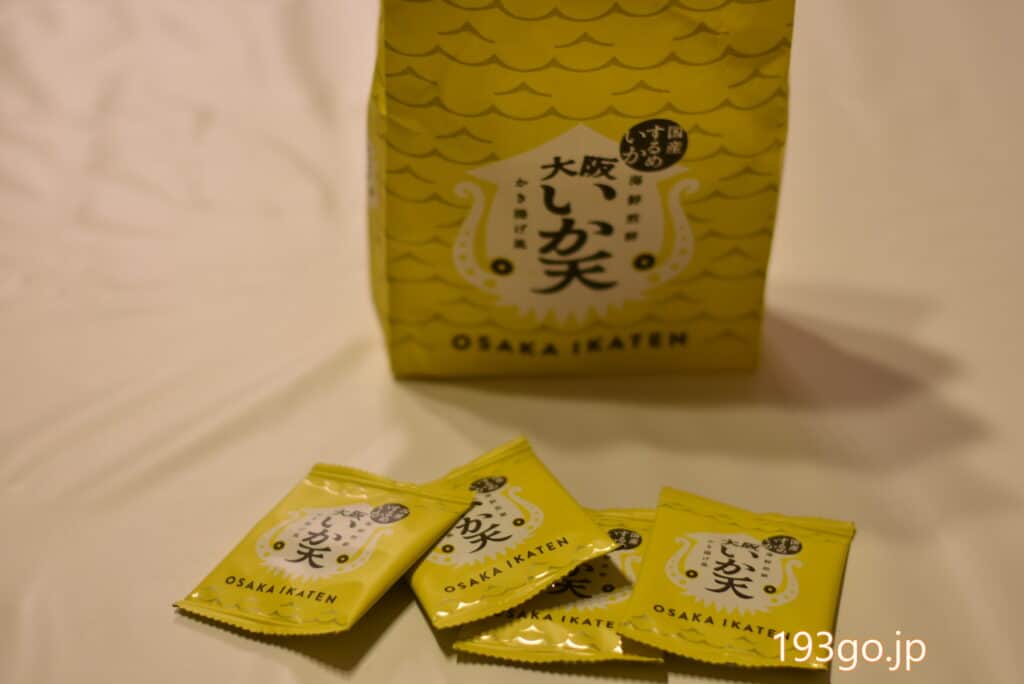 国産
するめ
いか
大阪
いか天
海鮮煎餅
かき揚げ風
OSAKA IKATEN
大阪
いか天
OSAKA IKATEN
いか天
OSAKA IKATEN
OSAKA IKATEN
大阪
いか天
OSAKA IKATEN
193go.jp